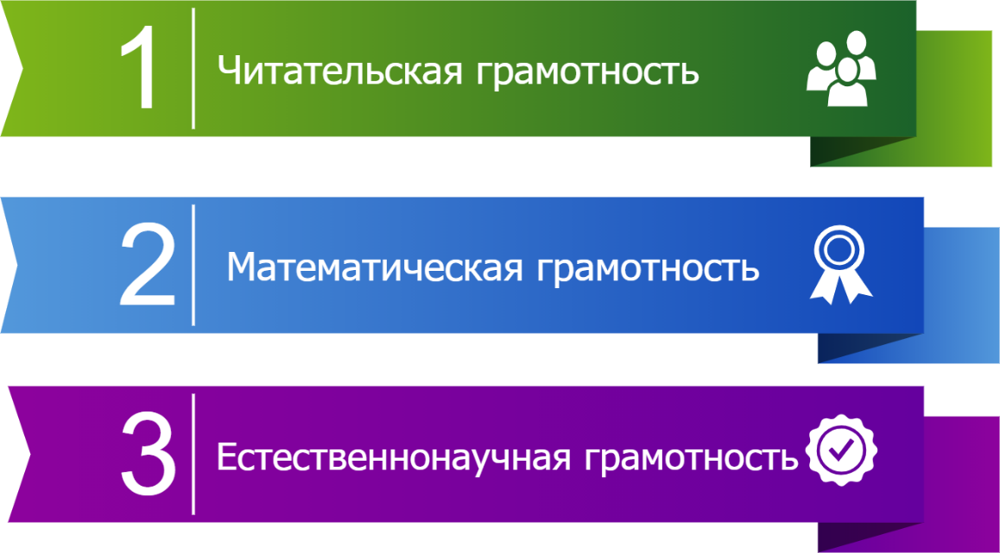 1 Читательская грамотность
2 Математическая грамотность
3 Естественнонаучная грамотность